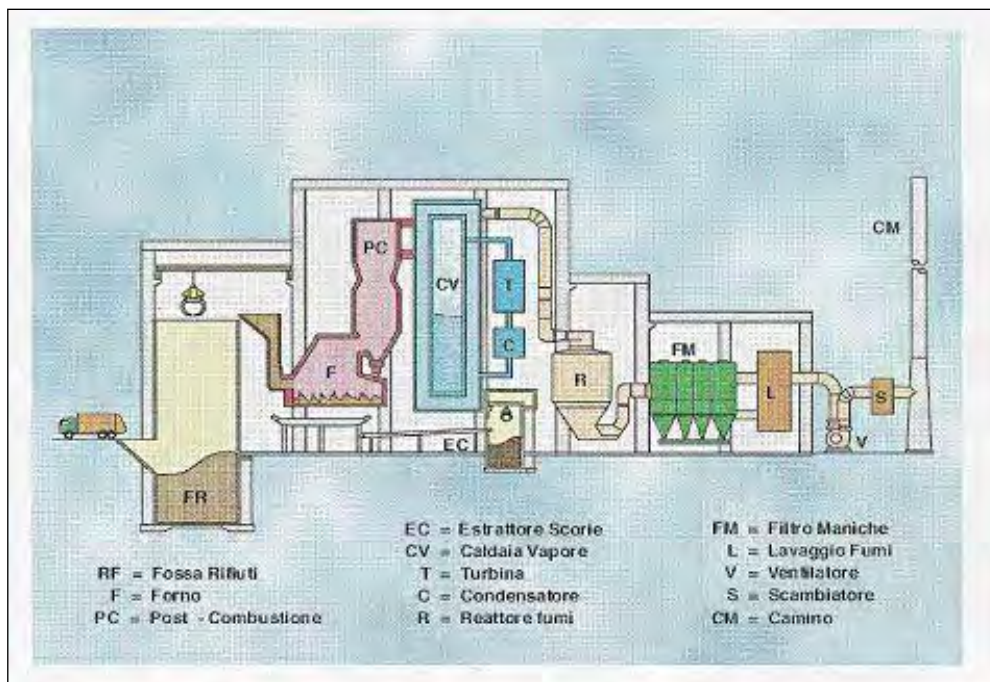 PC
CM
CV
T
C
F
R
FM
L
S
V
EC
FR
RF = Fossa Rifiuti
F = Forno
PC = Post - Combustione
EC = Estrattore Scorie
CV = Caldaia Vapore
T = Turbina
C = Condensatore
R = Reattore fumi
FM = Filtro Maniche
L = Lavaggio Fumi
V = Ventilatore
S = Scambiatore
CM = Camino